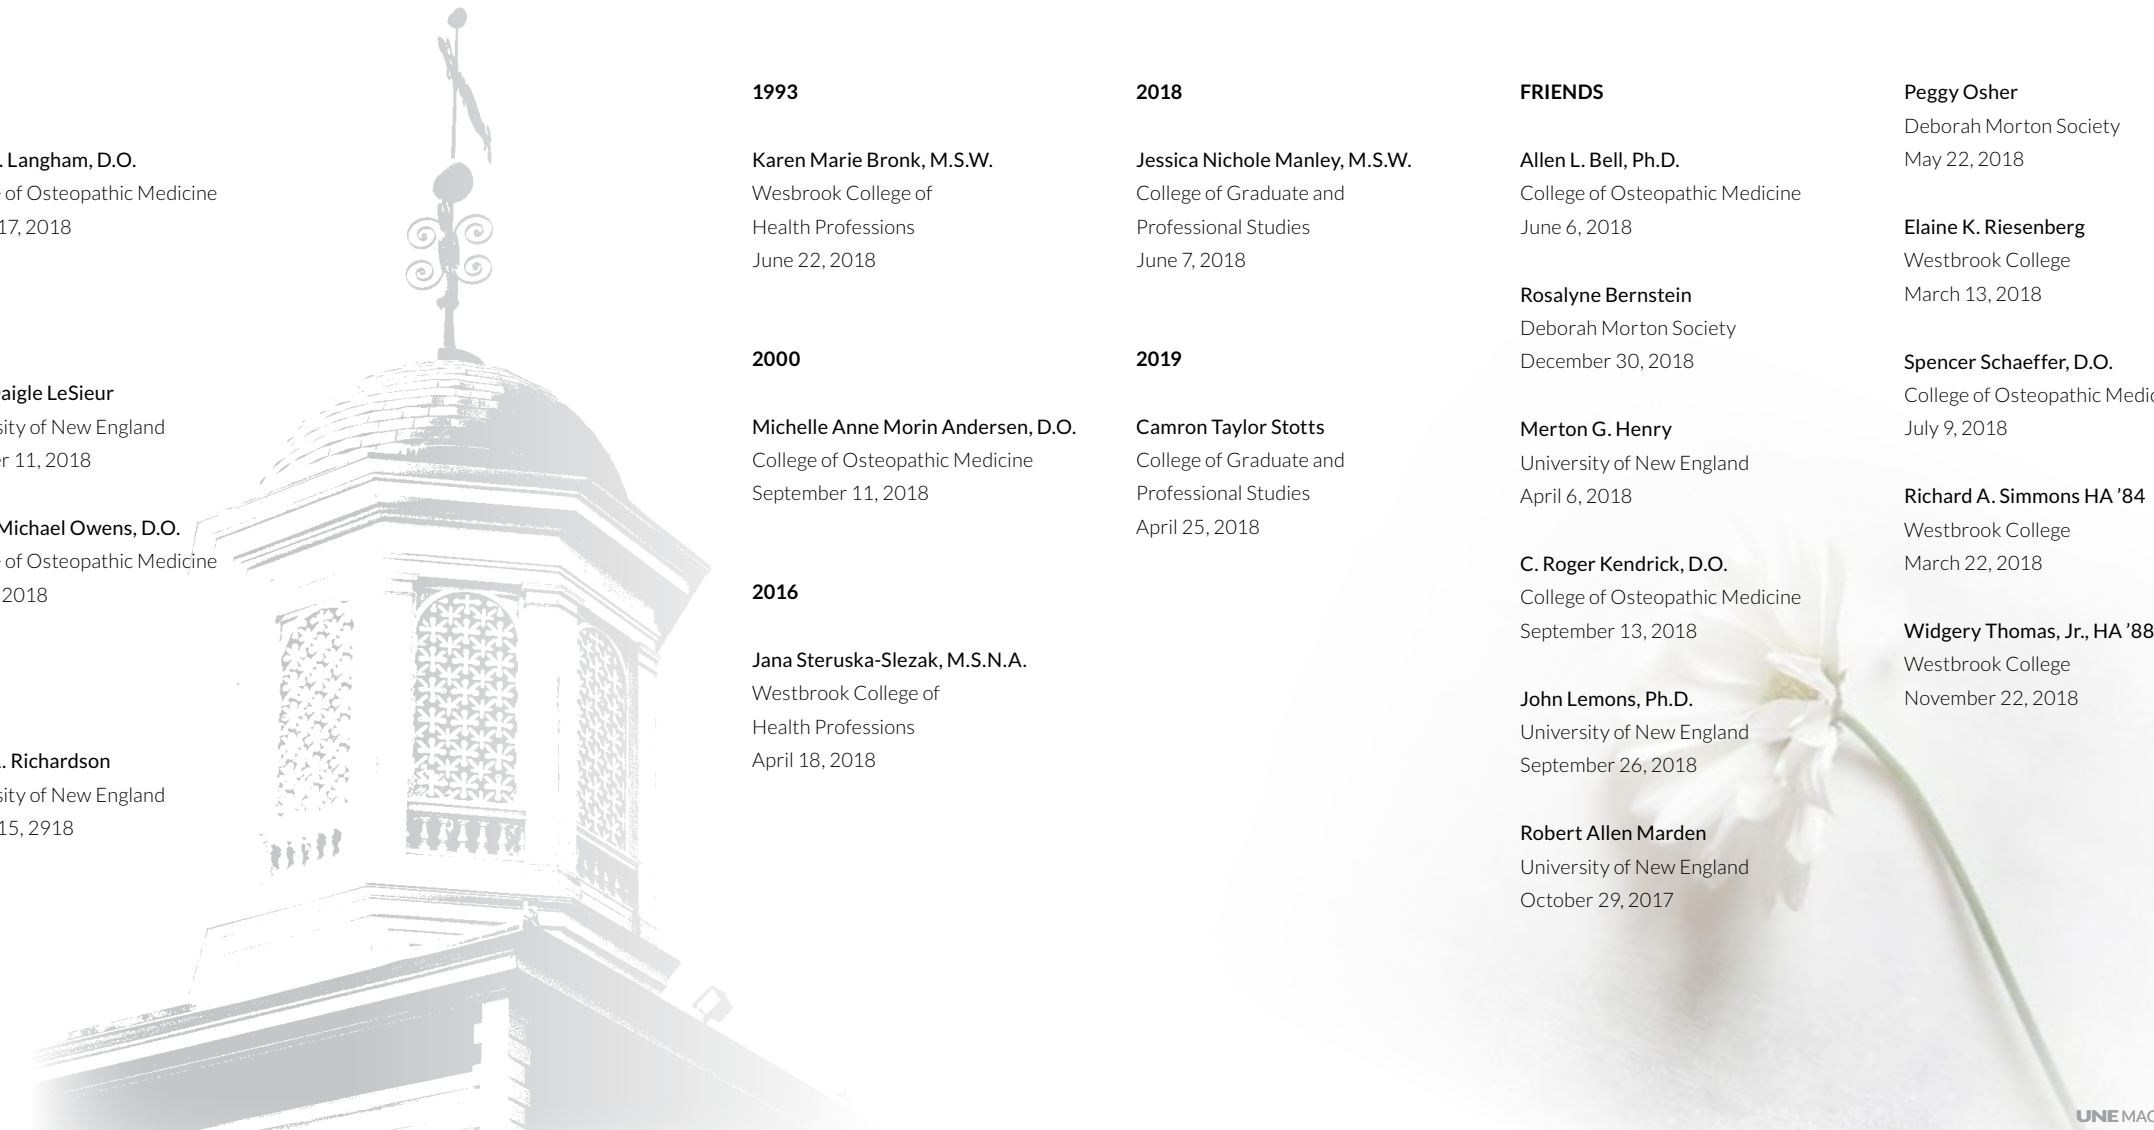 . Langham, D.O.
of Osteopathic Medicine
17, 2018
aigle LeSieur
sity of New England
11, 2018
Michael Owens, D.O.
of Osteopathic Medicine
2018
. Richardson
sity of New England
15, 2918
1993
Karen Marie Bronk, M.S.W.
Wesbrook College of
Health Professions
June 22, 2018
2000
Michelle Anne Morin Andersen, D.O.
College of Osteopathic Medicine
September 11, 2018
2016
Jana Steruska-Slezak, M.S.N.A.
Westbrook College of
Health Professions
April 18, 2018
2018
Jessica Nichole Manley, M.S.W.
College of Graduate and
Professional Studies
June 7, 2018
2019
Camron Taylor Stotts
College of Graduate and
Professional Studies
April 25, 2018
FRIENDS
Allen L. Bell, Ph.D.
College of Osteopathic Medicine
June 6, 2018
Rosalyne Bernstein
Deborah Morton Society
December 30, 2018
Merton G. Henry
University of New England
April 6, 2018
C. Roger Kendrick, D.O.
College of Osteopathic Medicine
September 13, 2018
John Lemons, Ph.D.
University of New England
September 26, 2018
Robert Allen Marden
University of New England
October 29, 2017
Peggy Osher
Deborah Morton Society
May 22, 2018
Elaine K. Riesenberg
Westbrook College
March 13, 2018
Spencer Schaeffer, D.O.
College of Osteopathic Medic
July 9, 2018
Richard A. Simmons HA ’84
Westbrook College
March 22, 2018
Widgery Thomas, Jr., HA ’88
Westbrook College
November 22, 2018
UNE MAG